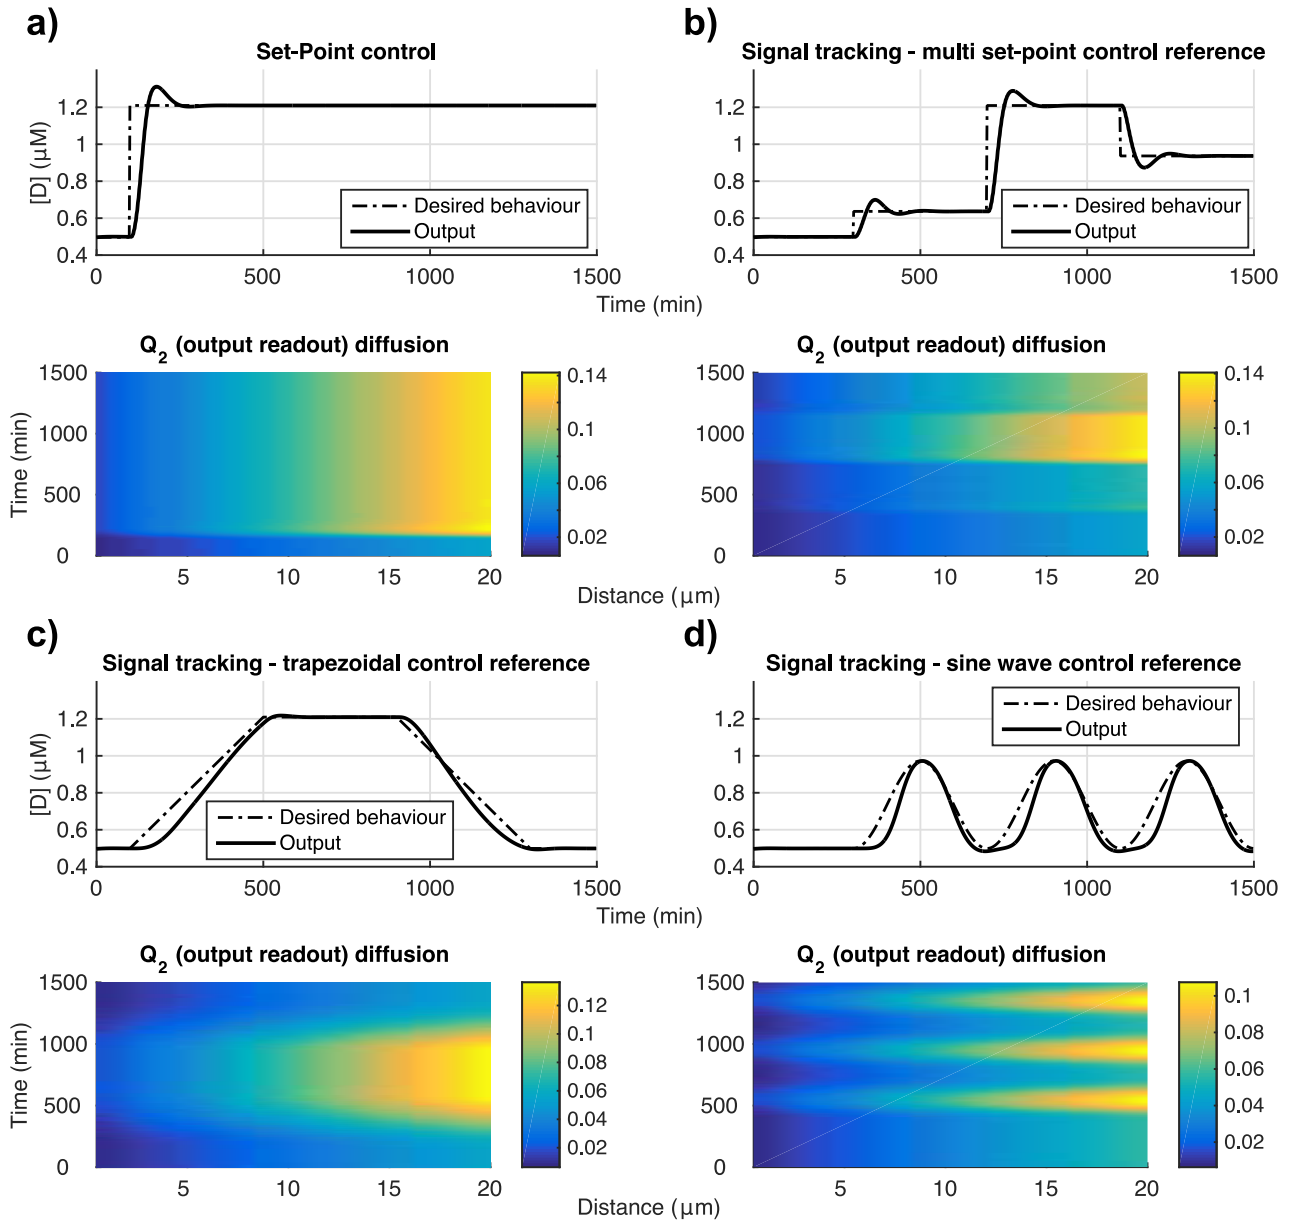 a)
Set-Point control
1.2
1
0.8
0.6
0.4
[D] (µM)
Desired behaviour
Output
0 500 1000 1500
b)
Signal tracking - multi set-point control reference
1.2
1
0.8
0.6
0.4
Desired behaviour
Output
0 500 1000 1500
Time (min)
Q2 (output readout) diffusion
1500
1000
500
0
Time (min)
5 10 15 20
0.14
0.1
0.06
0.02
Q2 (output readout) diffusion
1500
1000
500
0
5 10 15 20
0.14
0.1
0.06
0.02
Distance (µm)
c)
Signal tracking - trapezoidal control reference
1.2
1
0.8
0.6
0.4
[D] (µM)
Desired behaviour
Output
0 500 1000 1500
d)
Signal tracking - sine wave control reference
1.2
1
0.8
0.6
0.4
Desired behaviour
Output
0 500 1000 1500
Time (min)
Q2 (output readout) diffusion
1500
1000
500
0
Time (min)
5 10 15 20
0.12
0.1
0.08
0.06
0.04
0.02
Q2 (output readout) diffusion
1500
1000
500
0
5 10 15 20
0.1
0.08
0.06
0.04
0.02
Distance (µm)